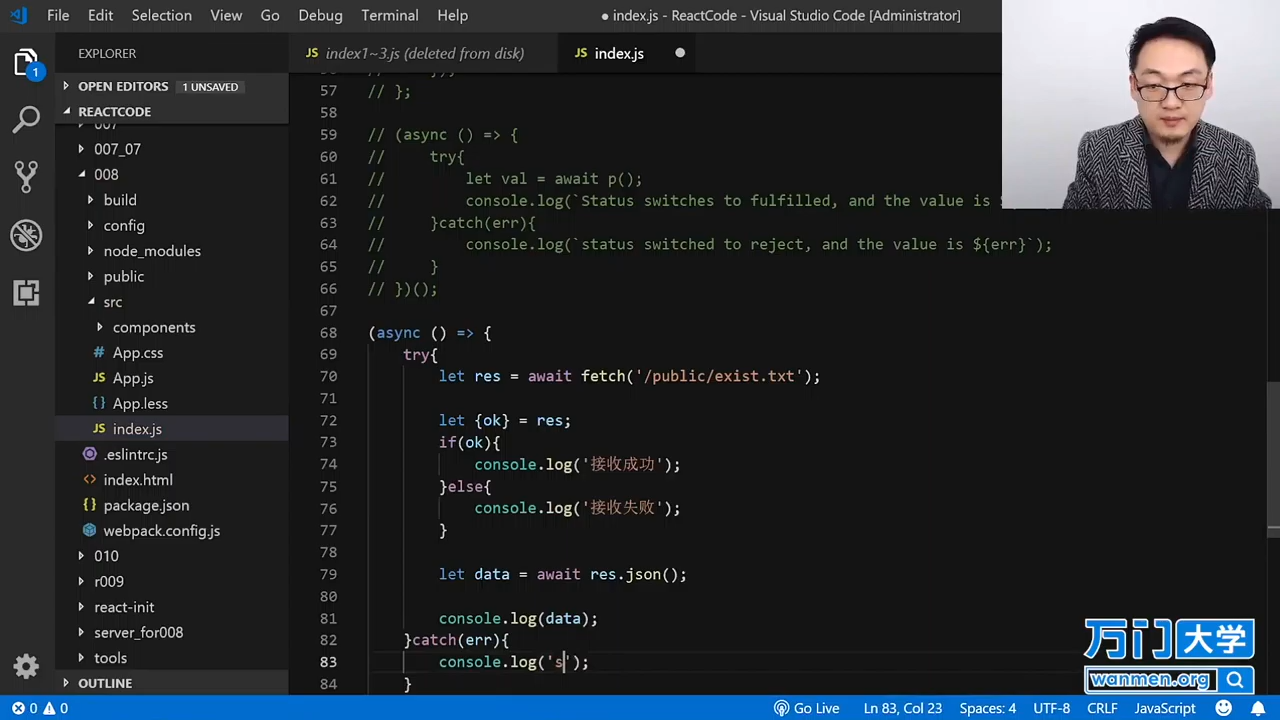 File Edit Selection View Go Debug Terminal Help
● index.js - ReactCode - Visual Studio Code [Administrator]
EXPLORER
JS index1~3.js (deleted from disk)
JS index.js
1
OPEN EDITORS 1 UNSAVED
REACTCODE
007
007_07
008
build
config
node_modules
public
src
components
# App.css
JS App.js
{} App.less
JS index.js
.eslintrc.js
<> index.html
{} package.json
webpack.config.js
010
r009
react-init
server_for008
tools
OUTLINE
56 // });
57 // };
58
59 // (async () => {
60 // try{
61 // let val = await p();
62 // console.log(`Status switches to fulfilled, and the value is $
63 // }catch(err){
64 // console.log(`status switched to reject, and the value is ${err}`);
65 // }
66 // })();
67
68 (async () => {
69 try{
70 let res = await fetch('/public/exist.txt');
71
72 let {ok} = res;
73 if(ok){
74 console.log('接收成功');
75 }else{
76 console.log('接收失败');
77 }
78
79 let data = await res.json();
80
81 console.log(data);
82 }catch(err){
83 console.log('s');
84 }
万门大学
wanmen.org
0 0 Go Live Ln 83, Col 23 Spaces: 4 UTF-8 CRLF JavaScript